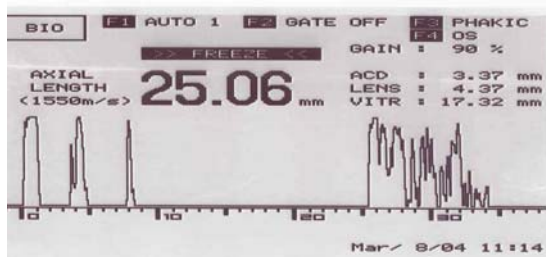 BIO F1 AUTO 1 F2 GATE OFF F3 PHAKIC
F4 OS
>> FREEZE <<
GAIN : 90 %
AXIAL
LENGTH
(1550m/s)
25.06 mm
ACD : 3.37 mm
LENS : 4.37 mm
VITR : 17.32 mm
0 10 20 30
Mar/ 8/04 11:14